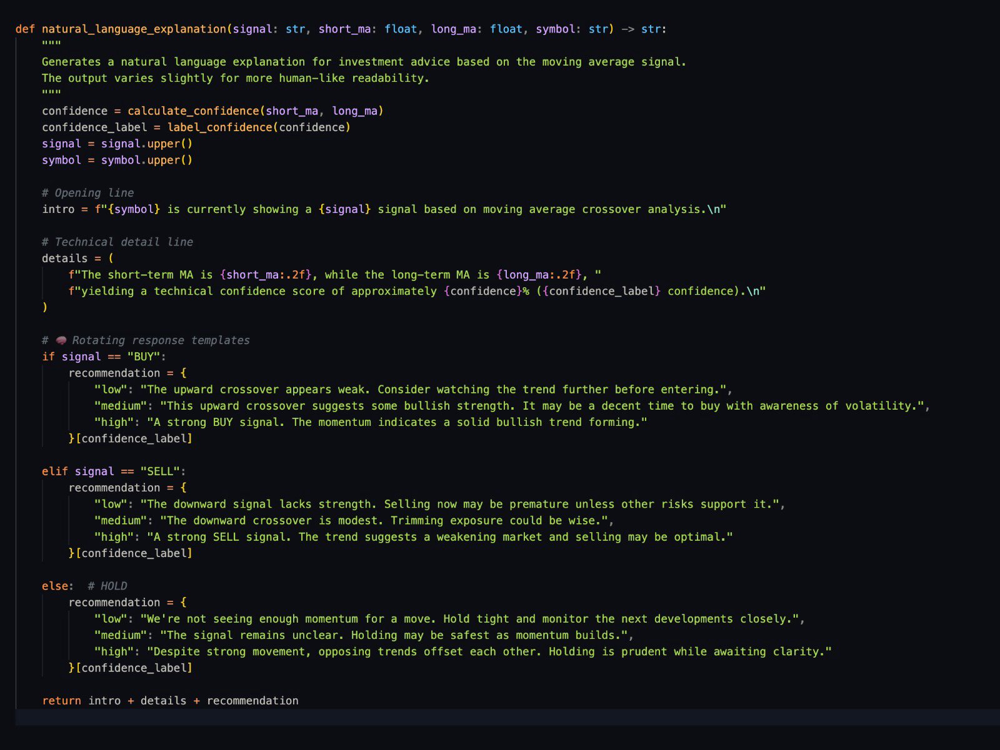 def natural_language_explanation(signal: str, short_ma: float, long_ma: float, symbol: str) -> str:
    """
    Generates a natural language explanation for investment advice based on the moving average signal.
    The output varies slightly for more human-like readability.
    """
    confidence = calculate_confidence(short_ma, long_ma)
    confidence_label = label_confidence(confidence)
    signal = signal.upper()
    symbol = symbol.upper()

    # Opening line
    intro = f"{symbol} is currently showing a {signal} signal based on moving average crossover analysis.\n"

    # Technical detail line
    details = (
        f"The short-term MA is {short_ma:.2f}, while the long-term MA is {long_ma:.2f}, "
        f"yielding a technical confidence score of approximately {confidence}% ({confidence_label} confidence).\n"
    )

    # 🧠 Rotating response templates
    if signal == "BUY":
        recommendation = {
            "low": "The upward crossover appears weak. Consider watching the trend further before entering.",
            "medium": "This upward crossover suggests some bullish strength. It may be a decent time to buy with awareness of volatility.",
            "high": "A strong BUY signal. The momentum indicates a solid bullish trend forming."
        }[confidence_label]

    elif signal == "SELL":
        recommendation = {
            "low": "The downward signal lacks strength. Selling now may be premature unless other risks support it.",
            "medium": "The downward crossover is modest. Trimming exposure could be wise.",
            "high": "A strong SELL signal. The trend suggests a weakening market and selling may be optimal."
        }[confidence_label]

    else:  # HOLD
        recommendation = {
            "low": "We're not seeing enough momentum for a move. Hold tight and monitor the next developments closely.",
            "medium": "The signal remains unclear. Holding may be safest as momentum builds.",
            "high": "Despite strong movement, opposing trends offset each other. Holding is prudent while awaiting clarity."
        }[confidence_label]

    return intro + details + recommendation